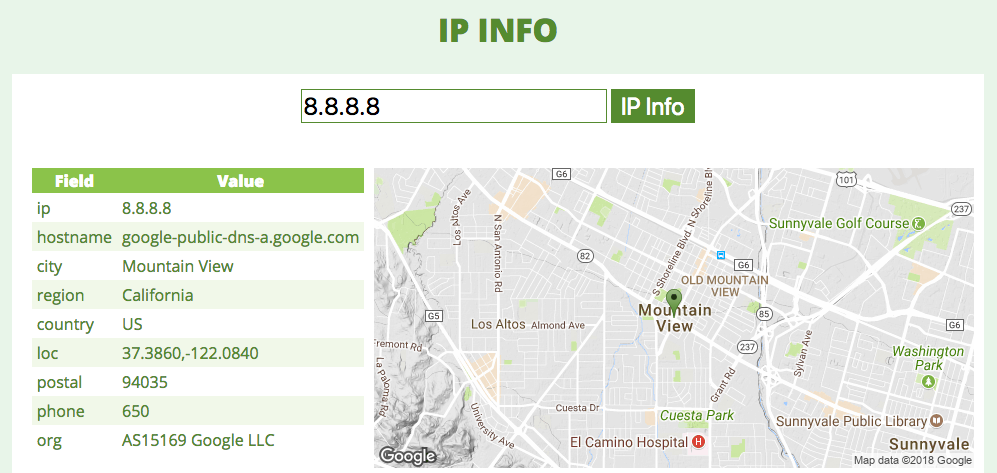 IP INFO
8.8.8.8 IP Info
Field Value
ip 8.8.8.8
hostname google-public-dns-a.google.com
city Mountain View
region California
country US
loc 37.3860,-122.0840
postal 94035
phone 650
org AS15169 Google LLC
G6
101
237
Los Altos Ave
N San Antonio Rd
S Shoreline Blvd. N Shoreline Blvd
Sunnyvale Golf Course
82
G6
OLD MOUNTAIN
VIEW
Mountain
View
G5
Los Altos
Almond Ave
85
G6
Fremont Rd
237
Sylvan Ave
Washington
Park
La Paloma Rd
Grant Rd
University Ave
Cuesta Dr
Cuesta Park
Sunnyvale Public Library
El Camino Hospital
H
Sunnyvale
Google
Map data ©2018 Google